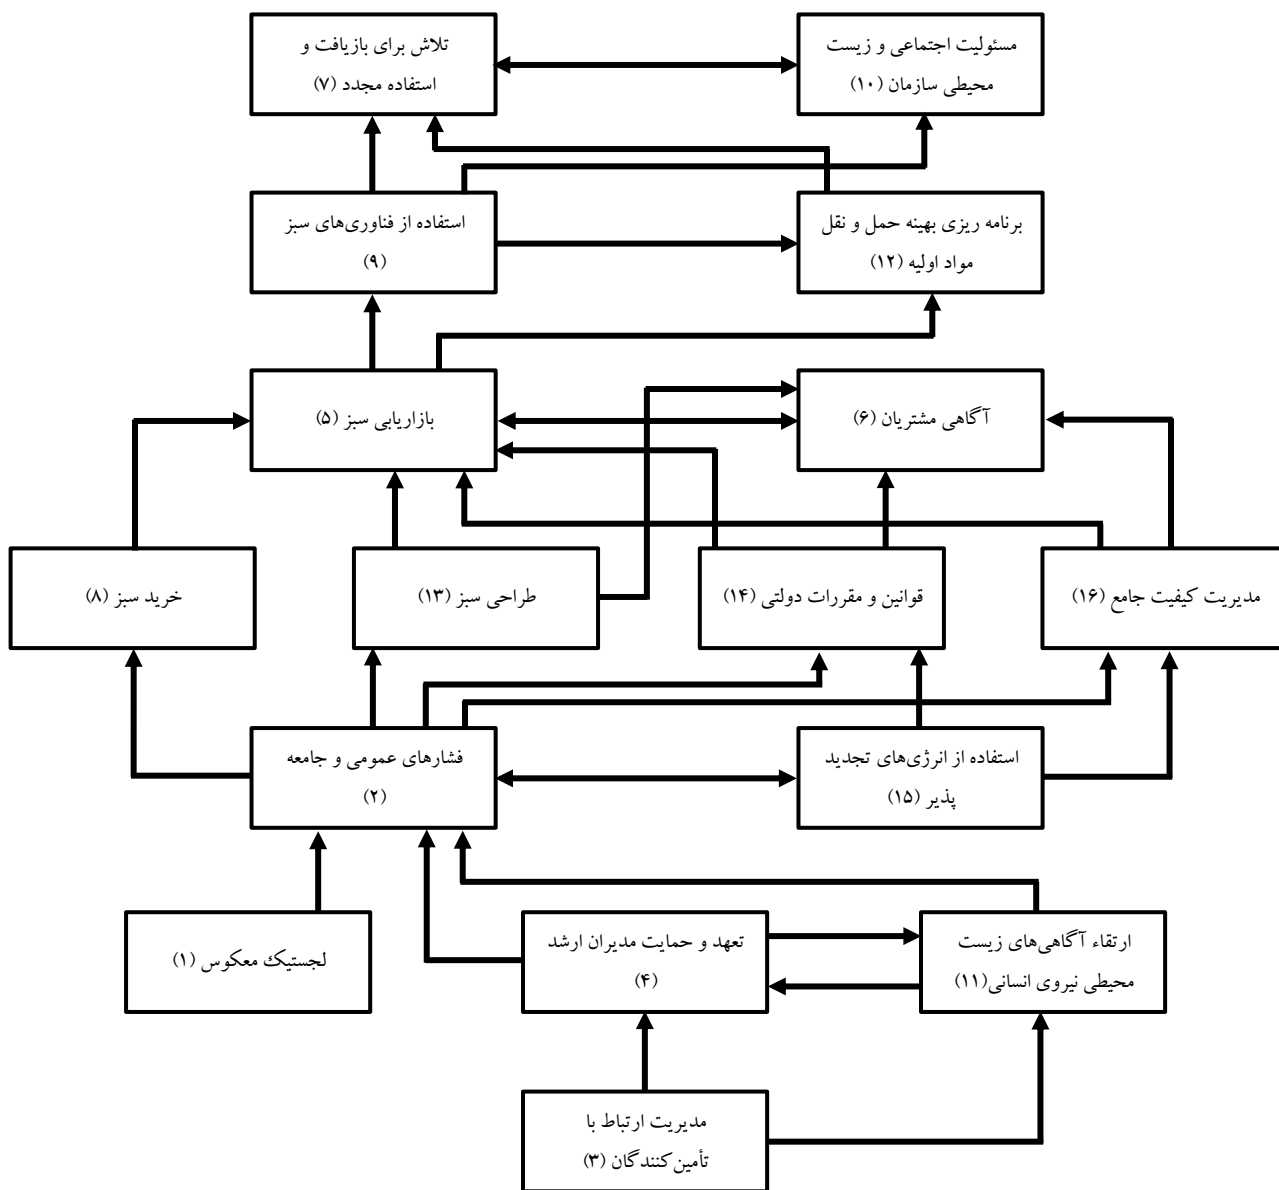 مسئولیت اجتماعی و زیست
محیطی سازمان (۱۰)
تلاش برای بازیافت و
استفاده مجدد (۷)
برنامه ریزی بهینه حمل و نقل
مواد اولیه (۱۲)
استفاده از فناوری‌های سبز
(۹)
آگاهی مشتریان (۶)
بازاریابی سبز (۵)
مدیریت کیفیت جامع (۱۶)
قوانین و مقررات دولتی (۱۴)
طراحی سبز (۱۳)
خرید سبز (۸)
استفاده از انرژی‌های تجدید
پذیر (۱۵)
فشارهای عمومی و جامعه
(۲)
ارتقاء آگاهی‌های زیست
محیطی نیروی انسانی(۱۱)
تعهد و حمایت مدیران ارشد
(۴)
لجستیک معکوس (۱)
مدیریت ارتباط با
تأمین‌کنندگان (۳)